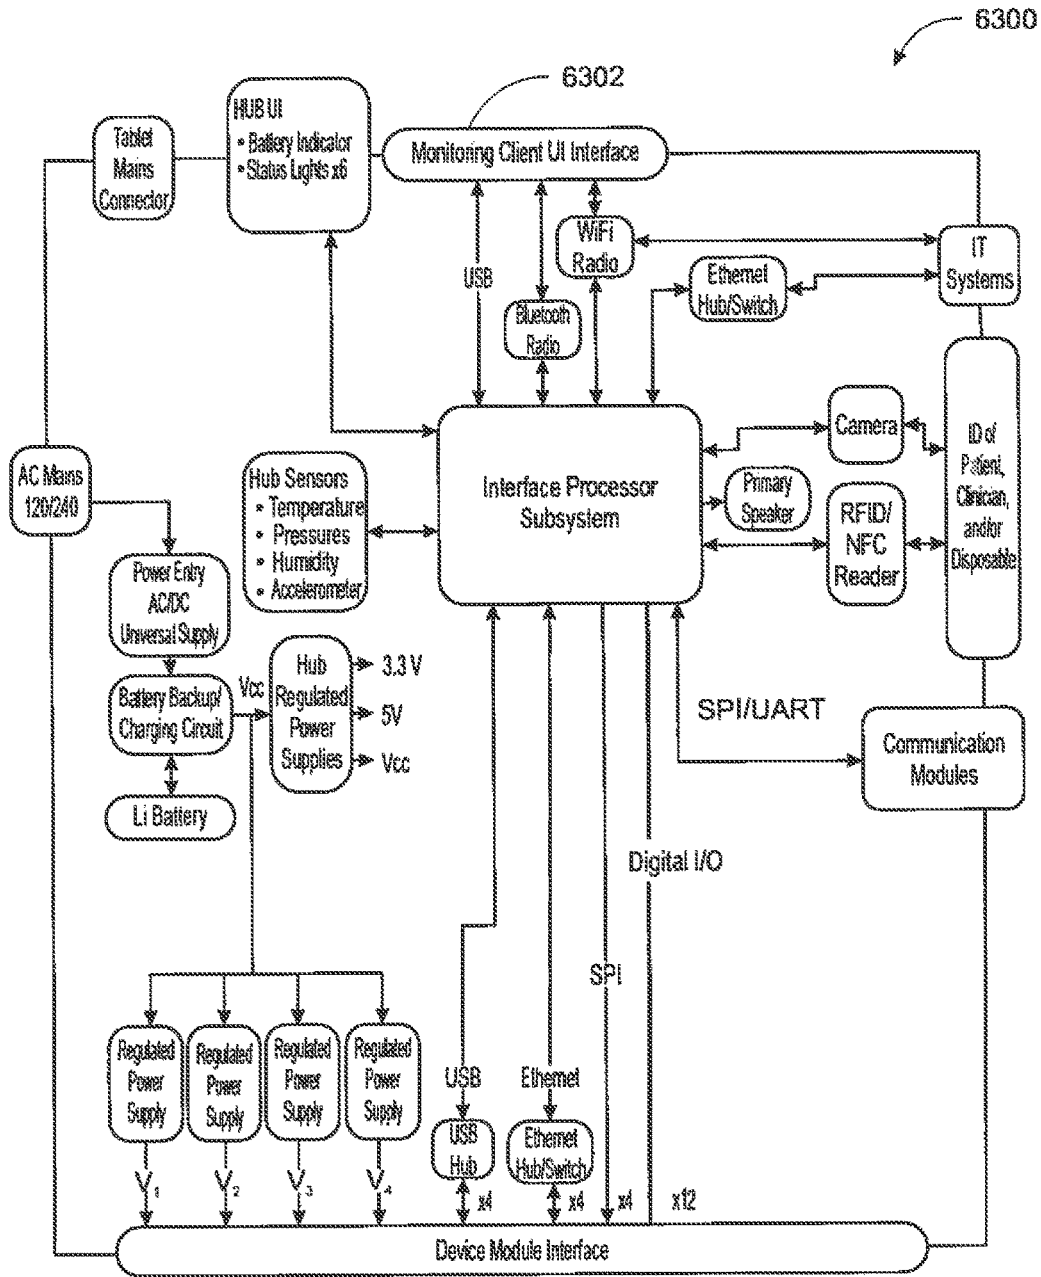 6300
6302
HUB UI
• Battery Indicator
• Status Lights x6
Tablet
Mains
Connector
Monitoring Client UI Interface
WiFi
Radio
IT
Systems
USB
Ethernet
Hub/Switch
Bluetooth
Radio
Camera
ID of
Patient,
Clinician,
and/or
Disposable
AC Mains
120/240
Hub Sensors
• Temperature
• Pressures
• Humidity
• Accelerometer
Interface Processor
Subsystem
Primary
Speaker
RFID/
NFC
Reader
Power Entry
AC/DC
Universal Supply
Vcc
Hub
Regulated
Power
Supplies
3.3 V
5V
Vcc
Battery Backup/
Charging Circuit
Li Battery
SPI/UART
Communication
Modules
Digital I/O
SPI
Regulated
Power
Supply
Regulated
Power
Supply
Regulated
Power
Supply
Regulated
Power
Supply
USB
Ethernet
USB
Hub
Ethernet
Hub/Switch
V1
V2
V3
V4
x4
x4
x4
x12
Device Module Interface